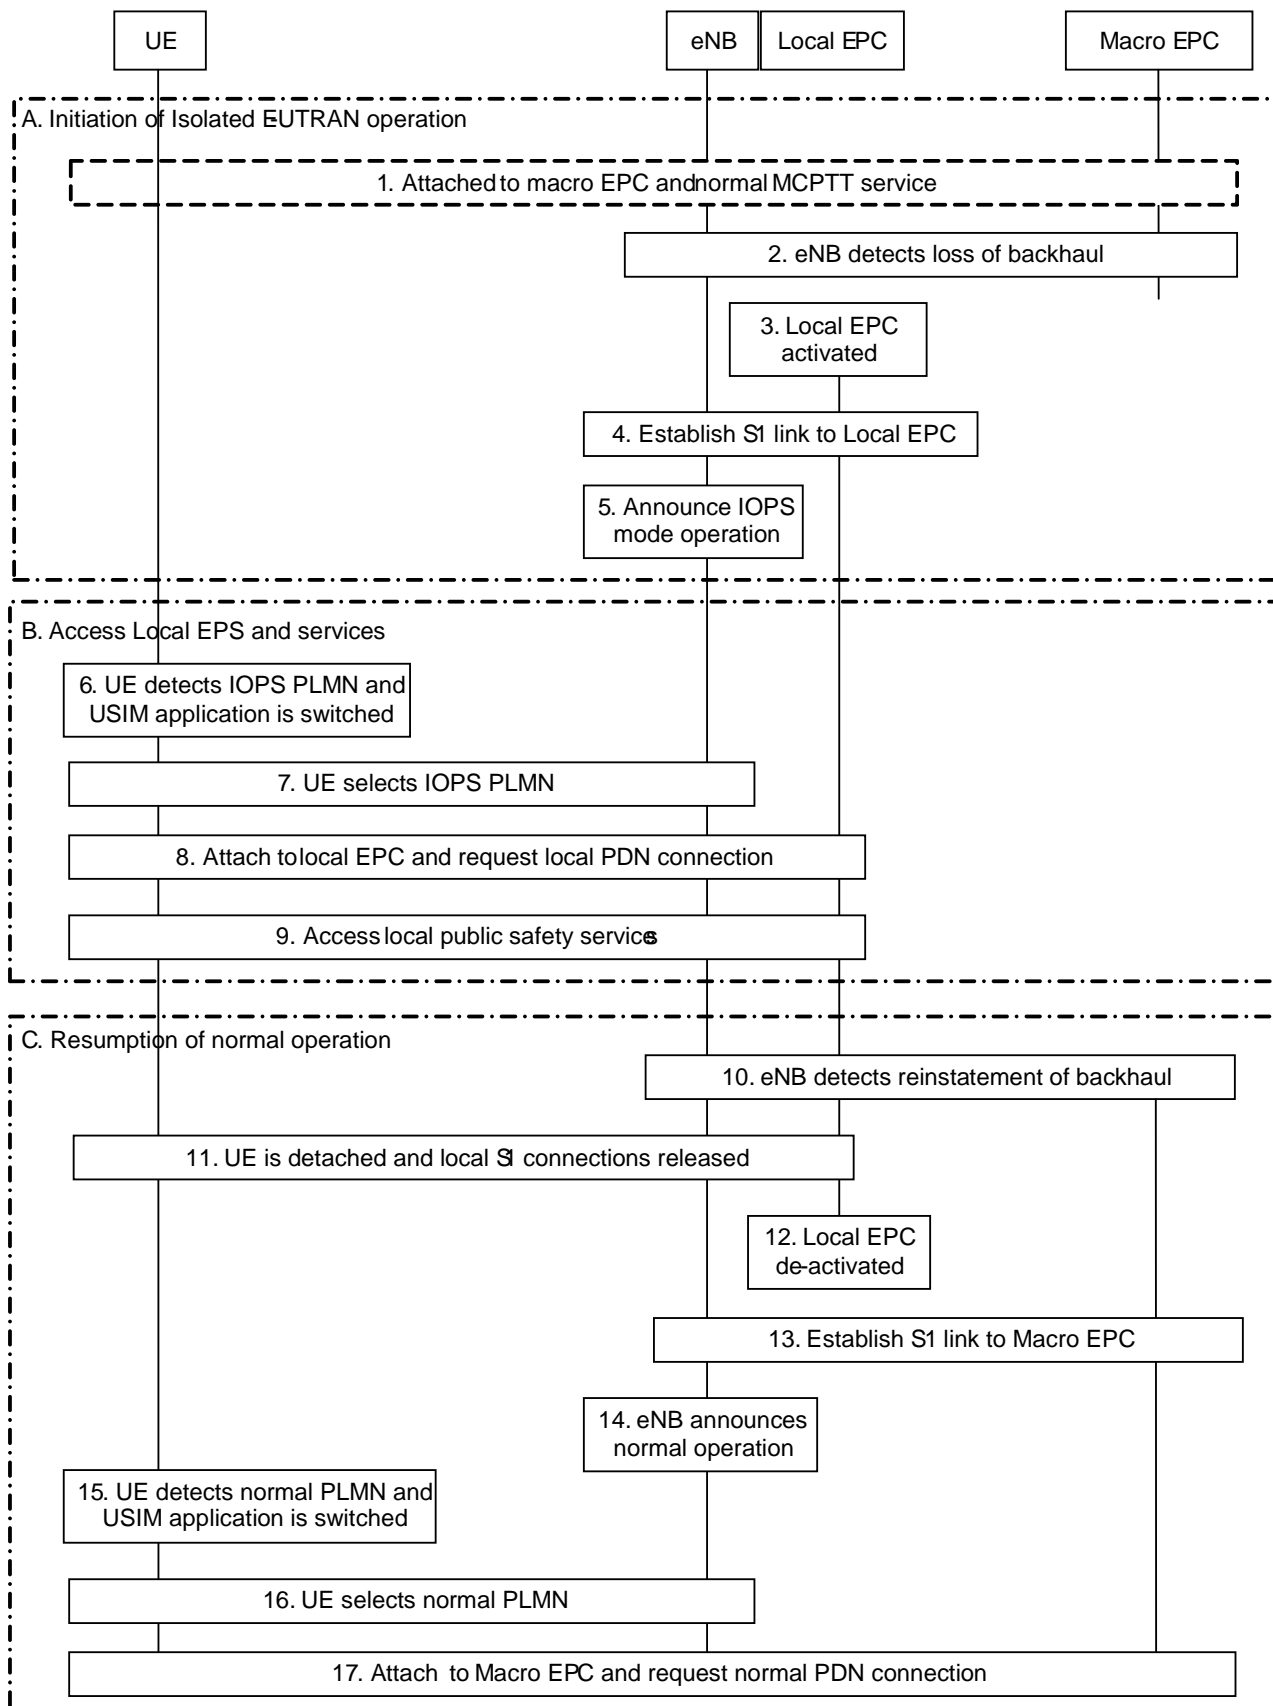 UE
eNB
Local EPC
Macro EPC
A. Initiation of Isolated E-UTRAN operation
1. Attached to macro EPC and normal MCPTT service
2. eNB detects loss of backhaul
3. Local EPC
activated
4. Establish S1 link to Local EPC
5. Announce IOPS
mode operation
B. Access Local EPS and services
6. UE detects IOPS PLMN and
USIM application is switched
7. UE selects IOPS PLMN
8. Attach to local EPC and request local PDN connection
9. Access local public safety services
C. Resumption of normal operation
10. eNB detects reinstatement of backhaul
11. UE is detached and local S1 connections released
12. Local EPC
de-activated
13. Establish S1 link to Macro EPC
14. eNB announces
normal operation
15. UE detects normal PLMN and
USIM application is switched
16. UE selects normal PLMN
17. Attach to Macro EPC and request normal PDN connection